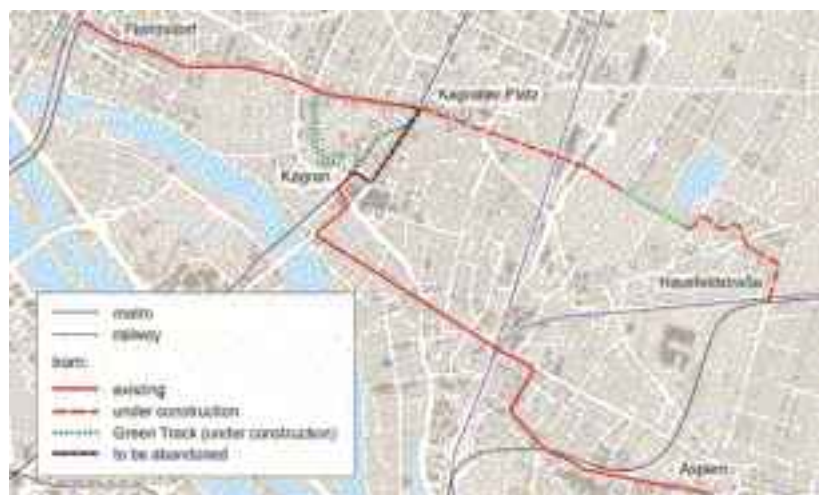 Floridsdorf
Kagraner Platz
Kagran
Hausfeldstraße
Aspern
metro
railway
tram:
existing
under construction
Green Track (under construction)
to be abandoned